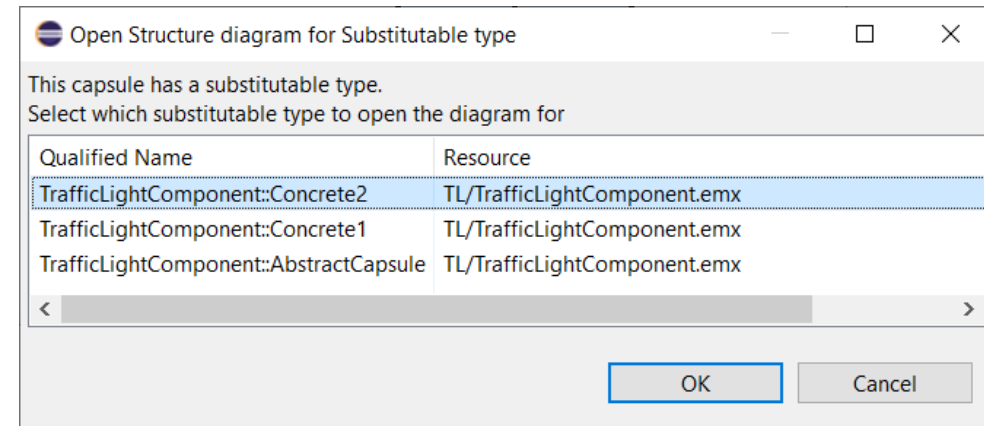 Open Structure diagram for Substitutable type
This capsule has a substitutable type.
Select which substitutable type to open the diagram for
Qualified Name Resource
TrafficLightComponent::Concrete2 TL/TrafficLightComponent.emx
TrafficLightComponent::Concrete1 TL/TrafficLightComponent.emx
TrafficLightComponent::AbstractCapsule TL/TrafficLightComponent.emx
OK Cancel